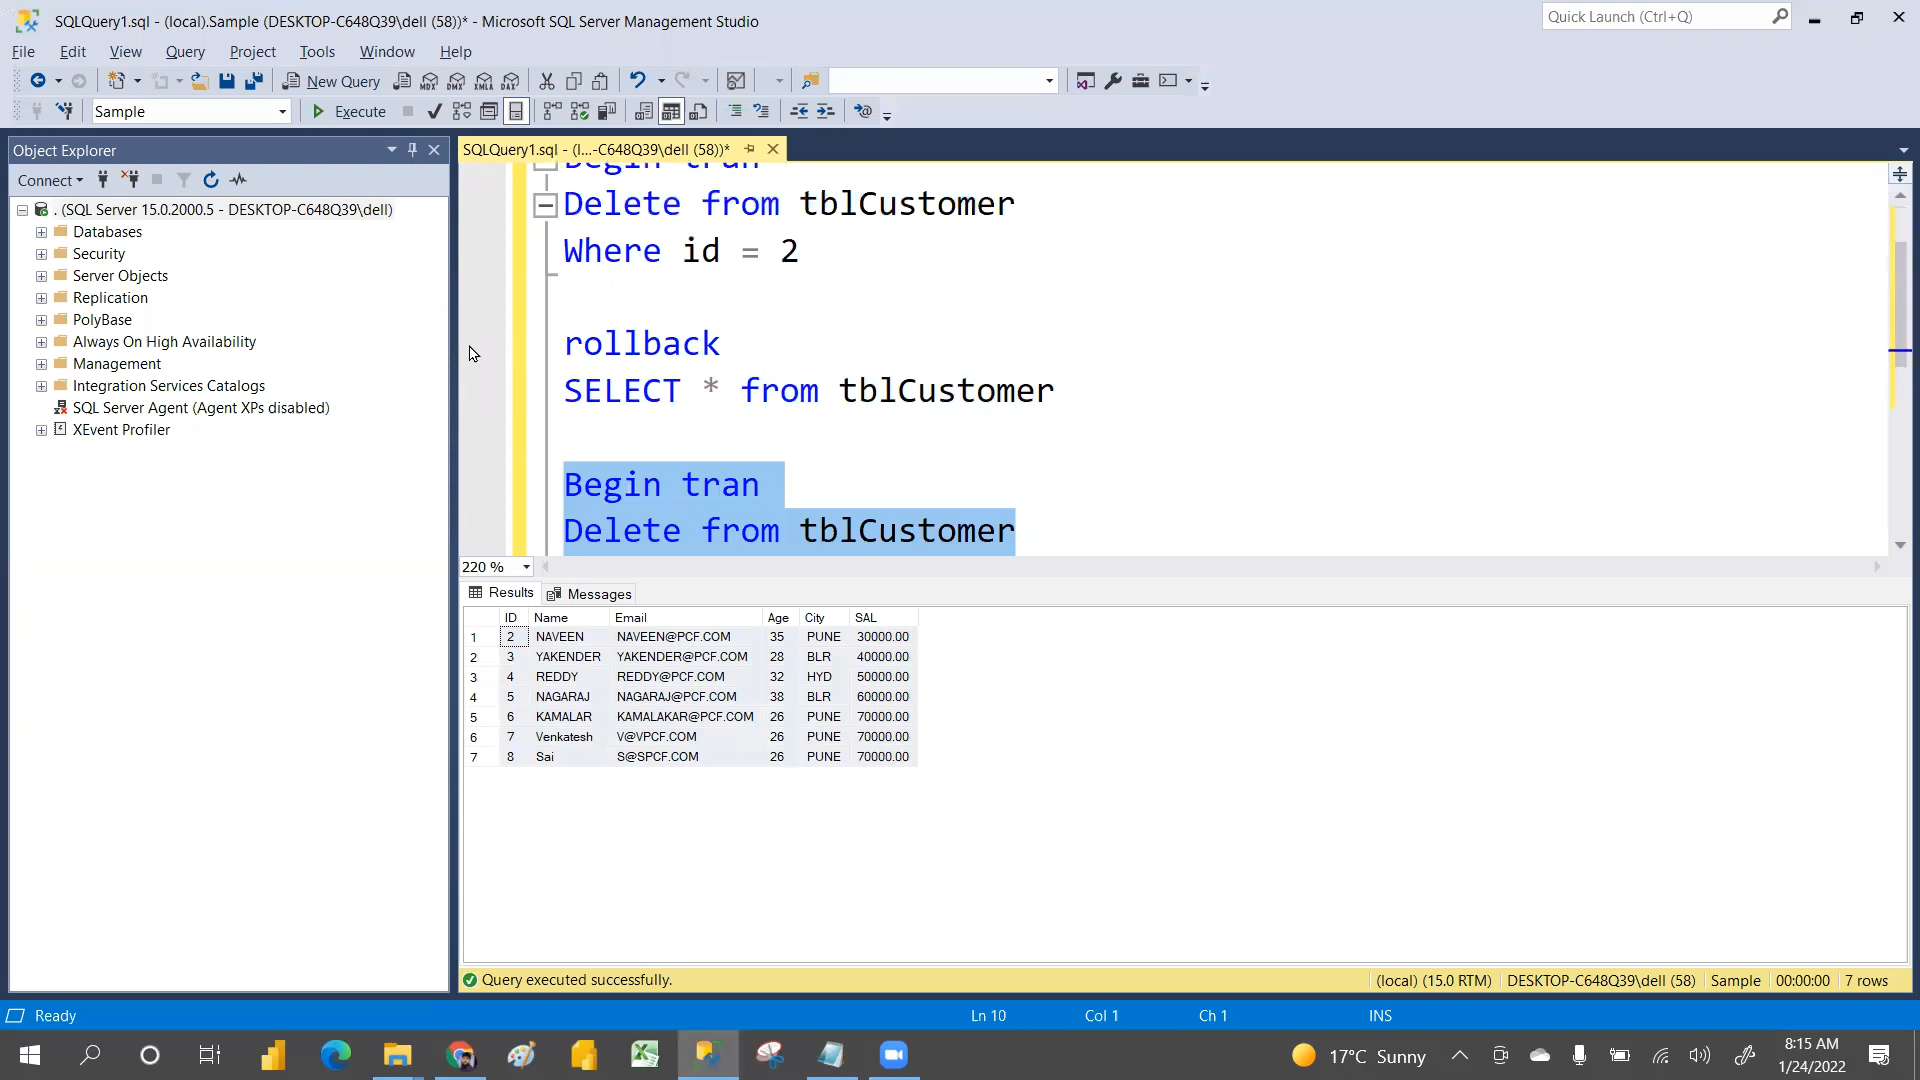 SQLQuery1.sql - (local).Sample (DESKTOP-C648Q39\dell (58))* - Microsoft SQL Server Management Studio
Quick Launch (Ctrl+Q)
File Edit View Query Project Tools Window Help
New Query MDX DMX XMLA DAX
Sample Execute
Object Explorer
SQLQuery1.sql - (l...-C648Q39\dell (58))*
Connect
. (SQL Server 15.0.2000.5 - DESKTOP-C648Q39\dell)
Databases
Security
Server Objects
Replication
PolyBase
Always On High Availability
Management
Integration Services Catalogs
SQL Server Agent (Agent XPs disabled)
XEvent Profiler
Begin tran
Delete from tblCustomer
Where id = 2
rollback
SELECT * from tblCustomer
Begin tran
Delete from tblCustomer
220 %
Results Messages
ID Name Email Age City SAL
1 2 NAVEEN NAVEEN@PCF.COM 35 PUNE 30000.00
2 3 YAKENDER YAKENDER@PCF.COM 28 BLR 40000.00
3 4 REDDY REDDY@PCF.COM 32 HYD 50000.00
4 5 NAGARAJ NAGARAJ@PCF.COM 38 BLR 60000.00
5 6 KAMALAR KAMALAKAR@PCF.COM 26 PUNE 70000.00
6 7 Venkatesh V@VPCF.COM 26 PUNE 70000.00
7 8 Sai S@SPCF.COM 26 PUNE 70000.00
Query executed successfully. (local) (15.0 RTM) DESKTOP-C648Q39\dell (58) Sample 00:00:00 7 rows
Ready Ln 10 Col 1 Ch 1 INS
17°C Sunny
8:15 AM
1/24/2022